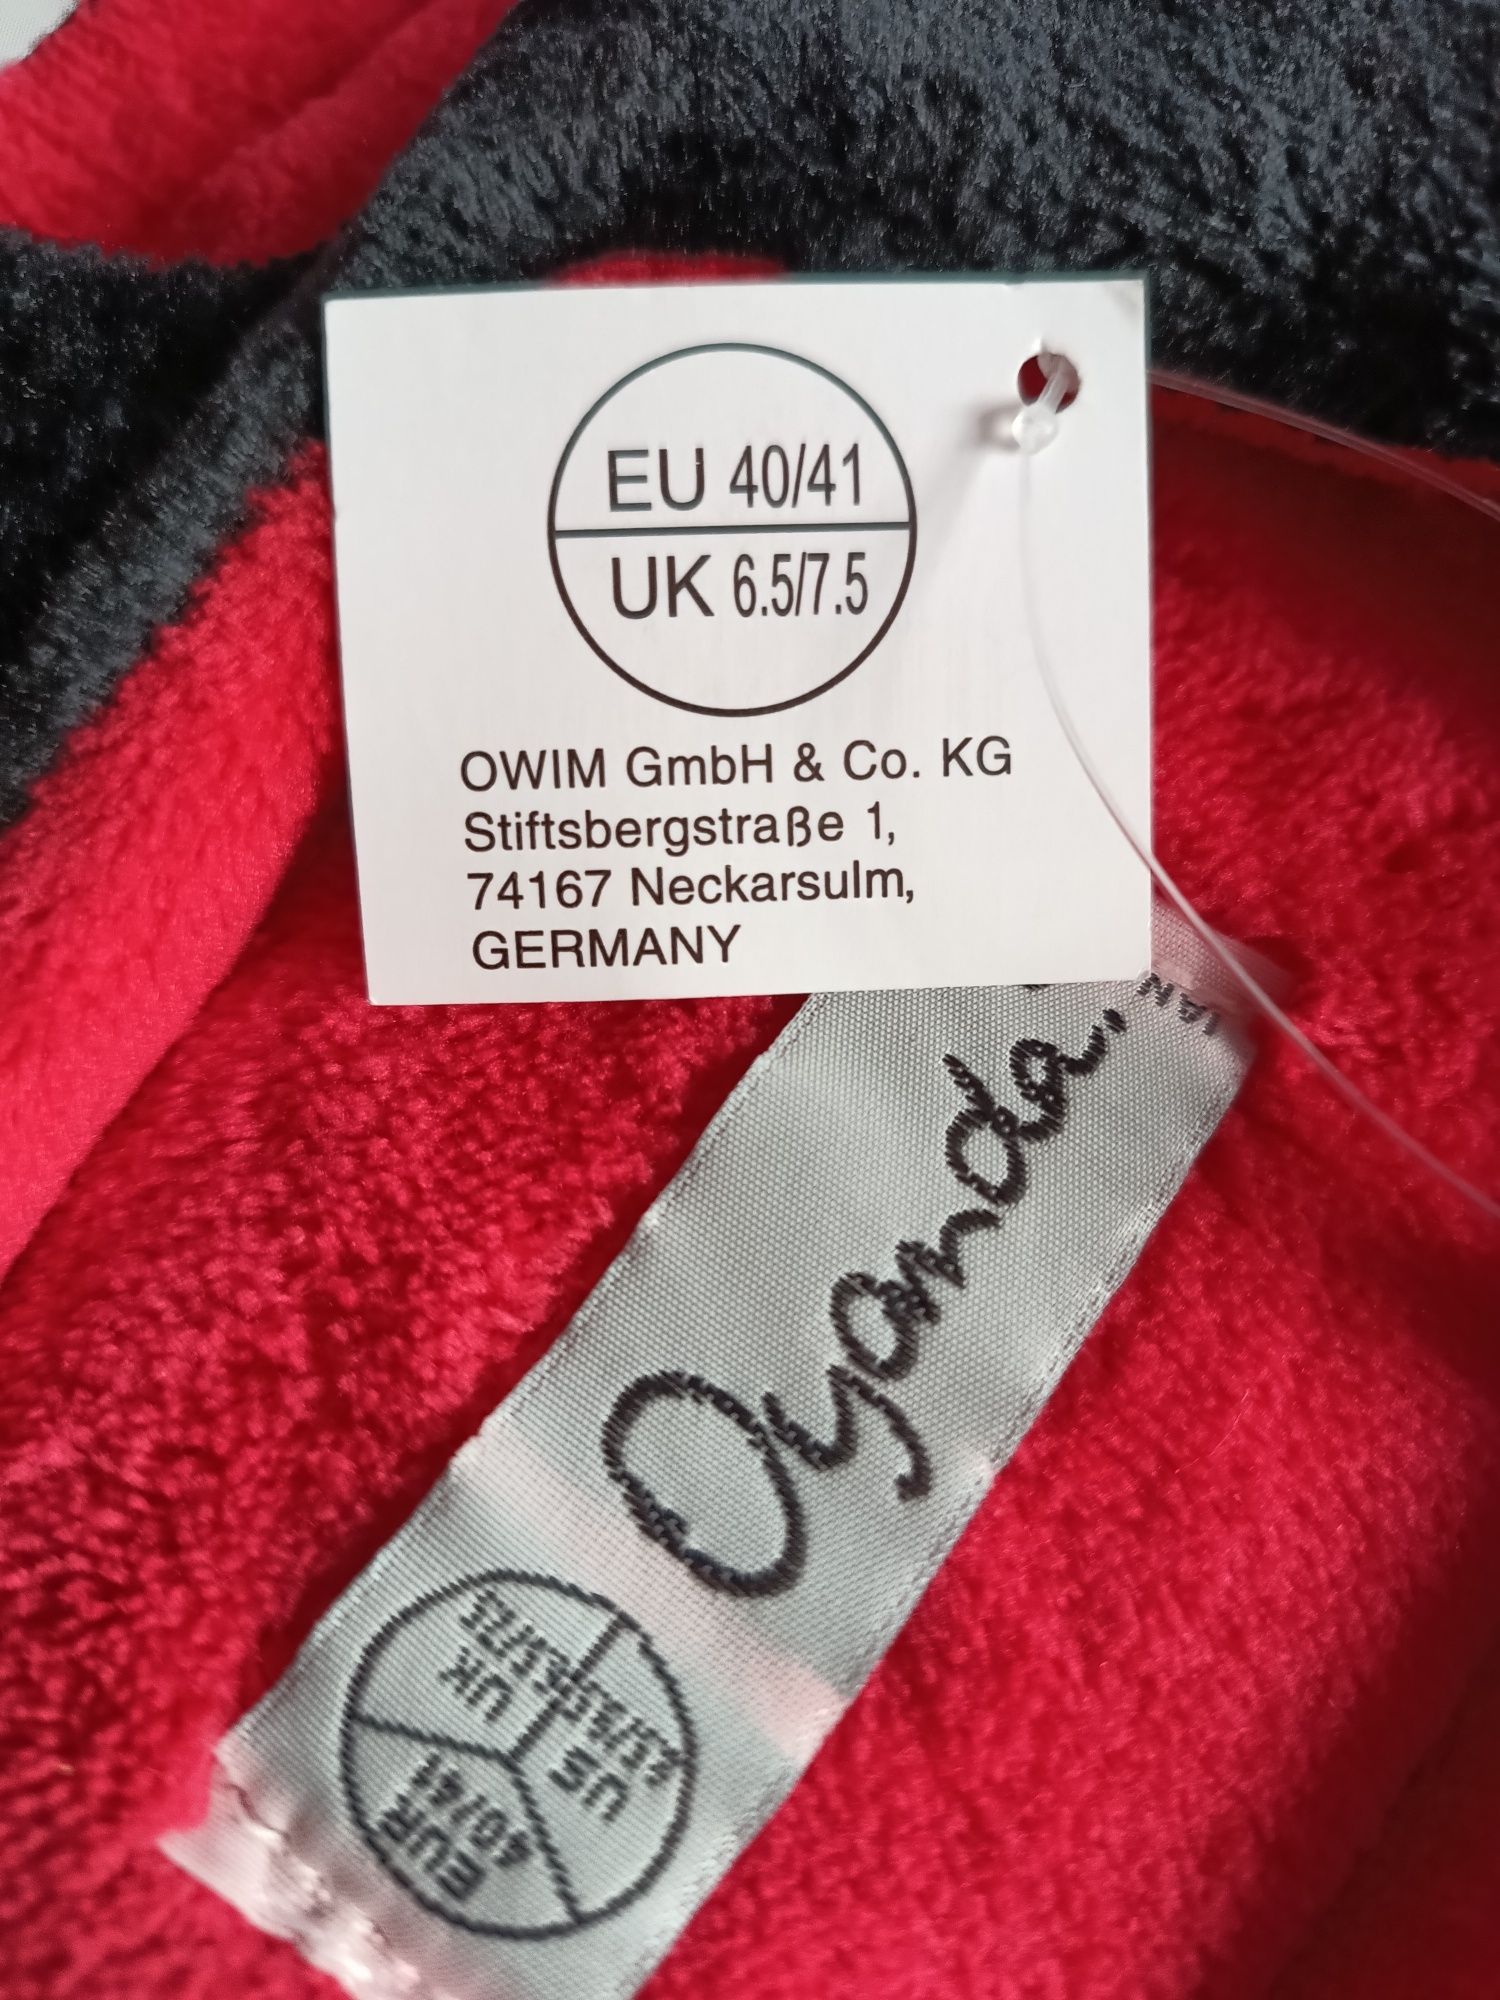 EU 40/41
UK 6.5/7.5
OWIM GmbH & Co. KG
Stiftsbergstraße 1,
74167 Neckarsulm,
GERMANY
IAN
Oyanda
UK
US
EUR
40/41